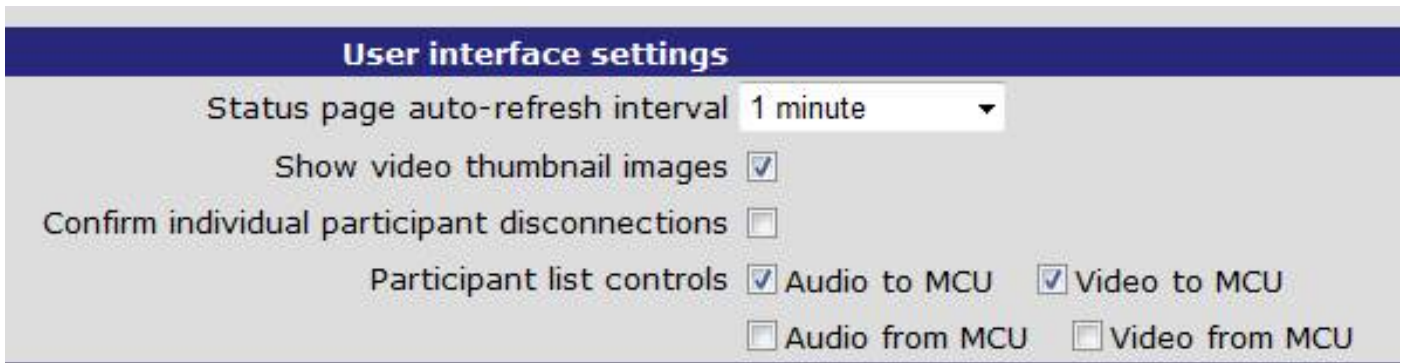 User interface settings
Status page auto-refresh interval 1 minute
Show video thumbnail images
Confirm individual participant disconnections
Participant list controls Audio to MCU Video to MCU
Audio from MCU Video from MCU